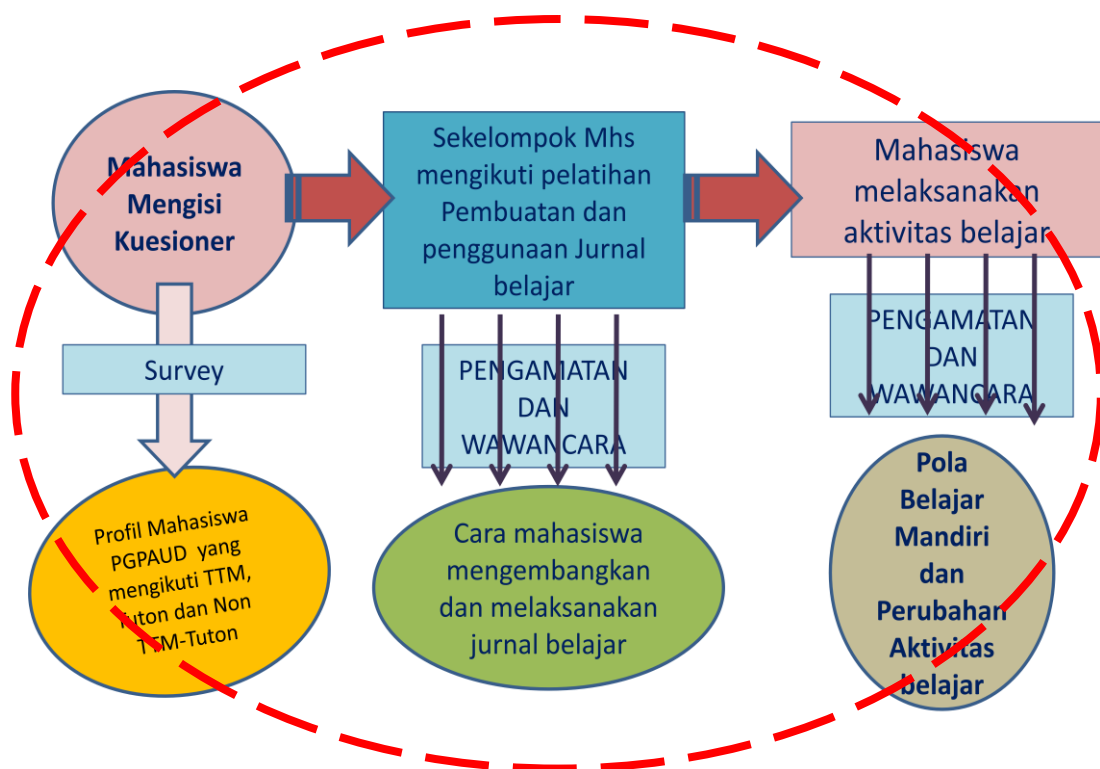 Mahasiswa
Mengisi
Kuesioner
Survey
Profil Mahasiswa
PGPAUD yang
mengikuti TTM,
Tuton dan Non
TTM-Tuton
Sekelompok Mhs
mengikuti pelatihan
Pembuatan dan
penggunaan Jurnal
belajar
PENGAMATAN
DAN
WAWANCARA
Cara mahasiswa
mengembangkan
dan melaksanakan
jurnal belajar
Mahasiswa
melaksanakan
aktivitas belajar
PENGAMATAN
DAN
WAWANCARA
Pola
Belajar
Mandiri
dan
Perubahan
Aktivitas
belajar